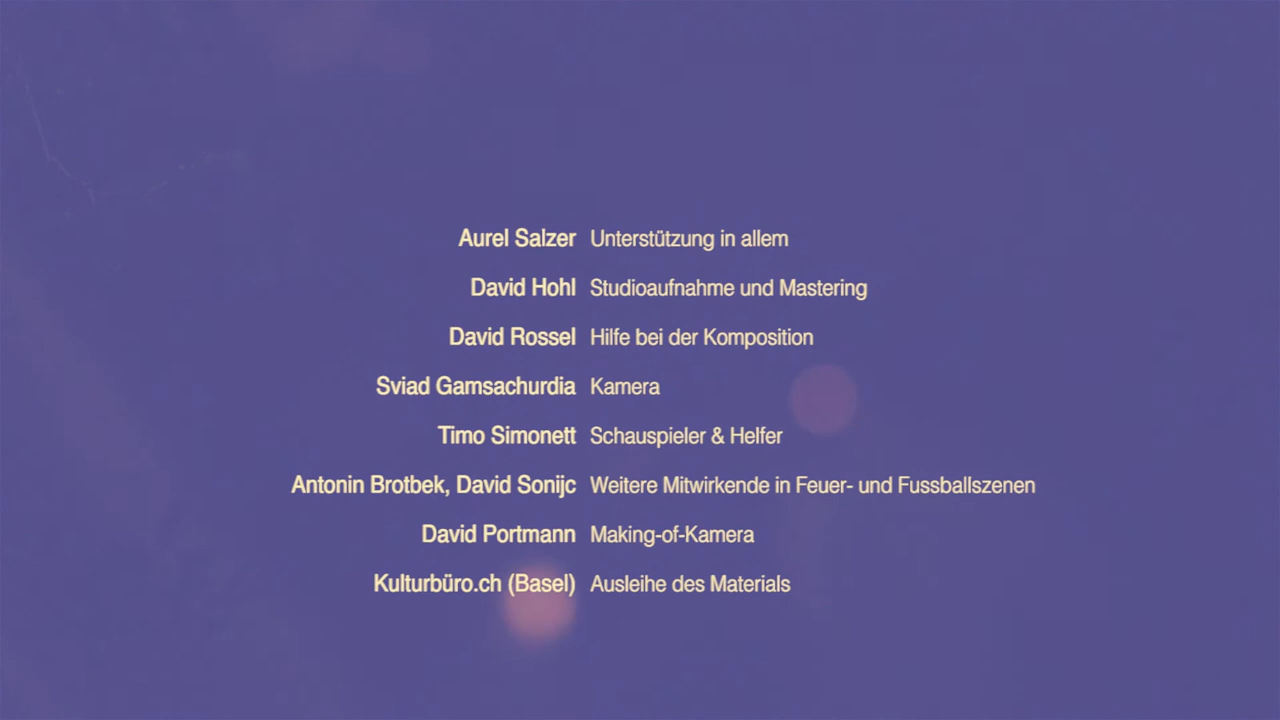 Aurel Salzer Unterstützung in allem
David Hohl Studioaufnahme und Mastering
David Rossel Hilfe bei der Komposition
Sviad Gamsachurdia Kamera
Timo Simonett Schauspieler & Helfer
Antonin Brotbek, David Sonijc Weitere Mitwirkende in Feuer- und Fussballszenen
David Portmann Making-of-Kamera
Kulturbüro.ch (Basel) Ausleihe des Materials